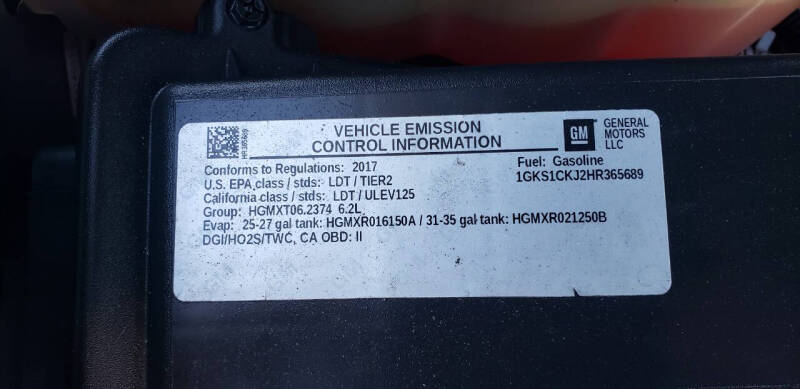 VEHICLE EMISSION
CONTROL INFORMATION
GM
GENERAL
MOTORS
LLC
HR365689
Conforms to Regulations: 2017
Fuel: Gasoline
U.S. EPA class / stds: LDT / TIER2
1GKS1CKJ2HR365689
California class / stds: LDT / ULEV125
Group: HGMXT06.2374 6.2L
Evap: 25-27 gal tank: HGMXR016150A / 31-35 gal tank: HGMXR021250B
DGI/HO2S/TWC, CA OBD: II